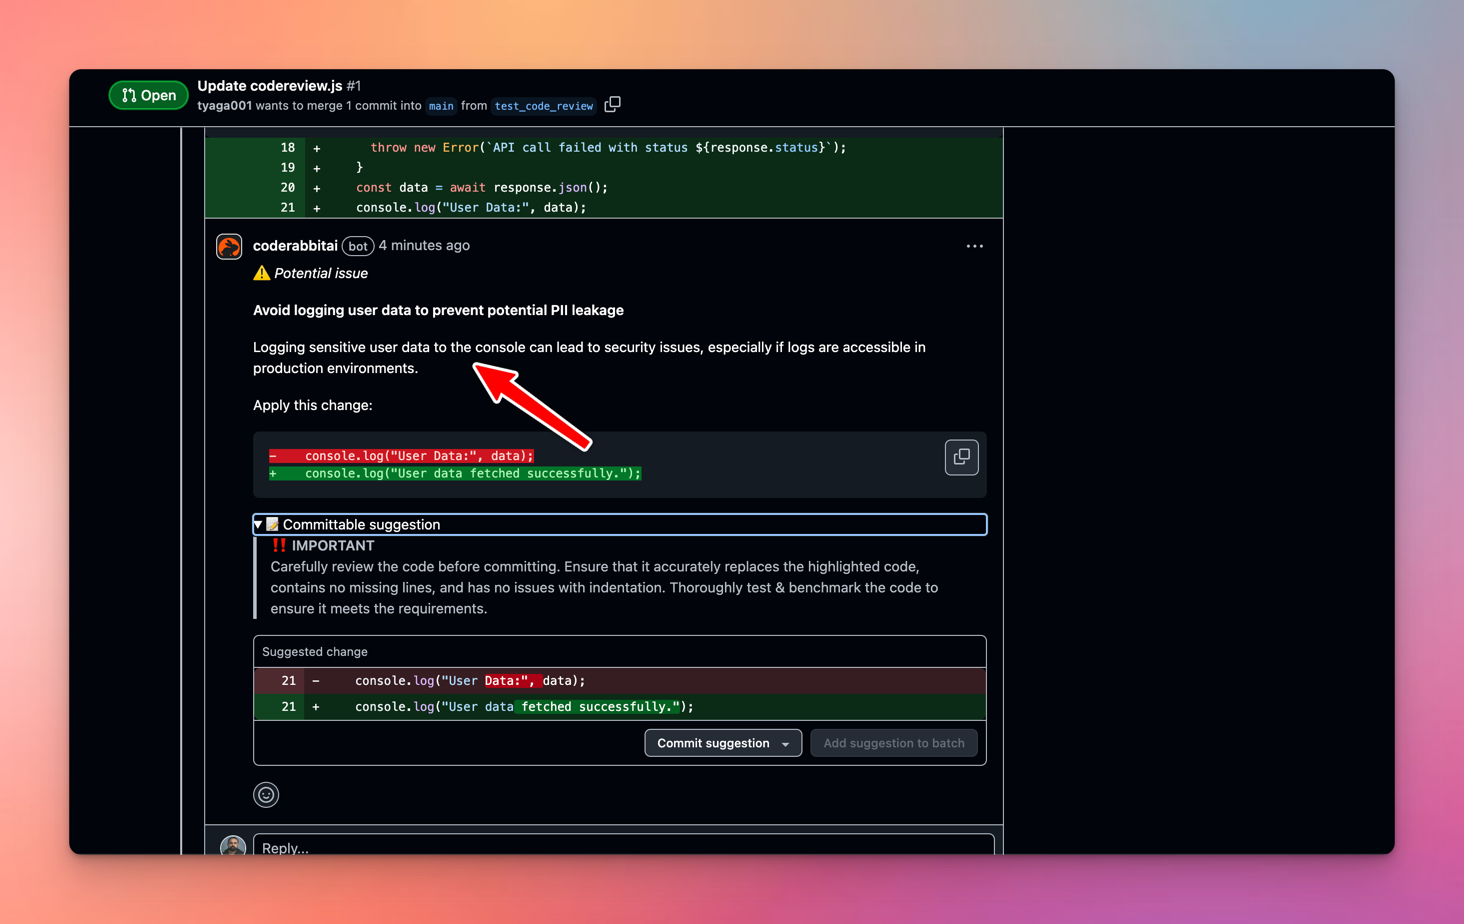 Open
Update codereview.js #1
tyaga001 wants to merge 1 commit into main from test_code_review
18 + throw new Error(`API call failed with status ${response.status}`);
19 + }
20 + const data = await response.json();
21 + console.log("User Data:", data);
coderabbitai bot 4 minutes ago
⚠️ Potential issue
Avoid logging user data to prevent potential PII leakage
Logging sensitive user data to the console can lead to security issues, especially if logs are accessible in
production environments.
Apply this change:
- console.log("User Data:", data);
+ console.log("User data fetched successfully.");
▼ 📝 Committable suggestion
‼️ IMPORTANT
Carefully review the code before committing. Ensure that it accurately replaces the highlighted code,
contains no missing lines, and has no issues with indentation. Thoroughly test & benchmark the code to
ensure it meets the requirements.
Suggested change
21 - console.log("User Data:", data);
21 + console.log("User data fetched successfully.");
Commit suggestion
Add suggestion to batch
Reply...